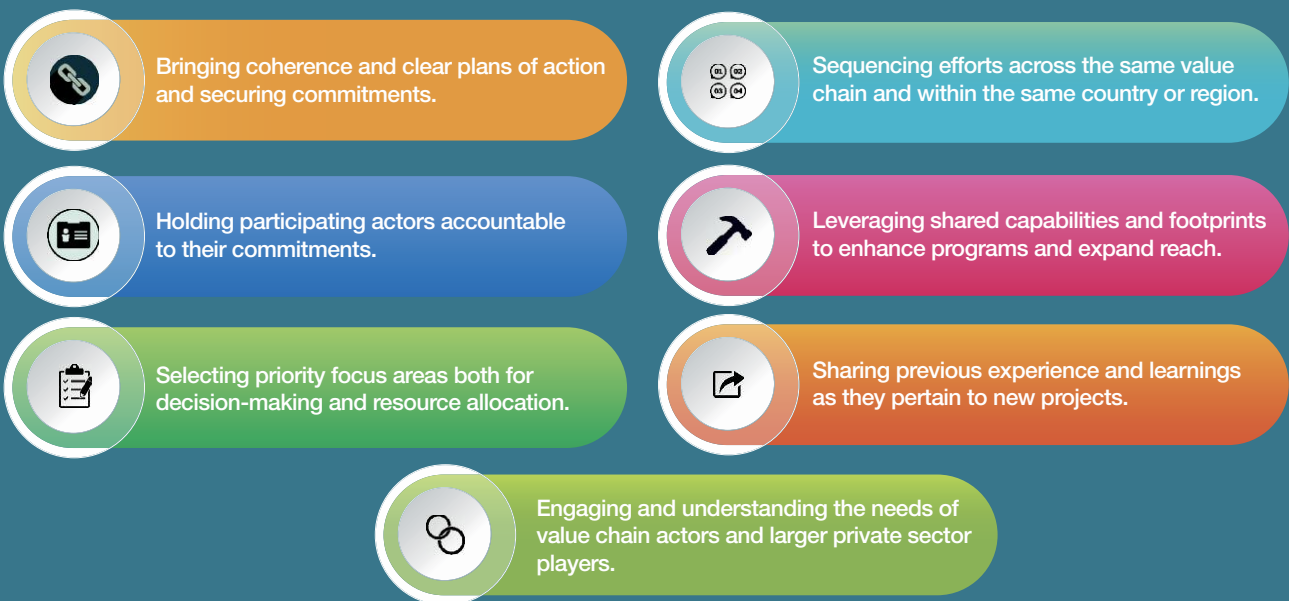 Bringing coherence and clear plans of action
and securing commitments.
01 02
03 04
Sequencing efforts across the same value
chain and within the same country or region.
Holding participating actors accountable
to their commitments.
Leveraging shared capabilities and footprints
to enhance programs and expand reach.
Selecting priority focus areas both for
decision-making and resource allocation.
Sharing previous experience and learnings
as they pertain to new projects.
Engaging and understanding the needs of
value chain actors and larger private sector
players.